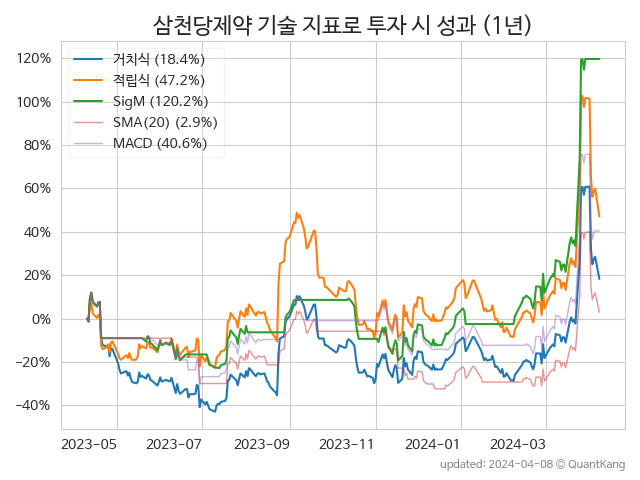 삼천당제약 기술 지표로 투자 시 성과 (1년)
120%
100%
80%
60%
40%
20%
0%
−20%
−40%
거치식 (18.4%)
적립식 (47.2%)
SigM (120.2%)
SMA(20) (2.9%)
MACD (40.6%)
2023-05
2023-07
2023-09
2023-11
2024-01
2024-03
updated: 2024-04-08 © QuantKang